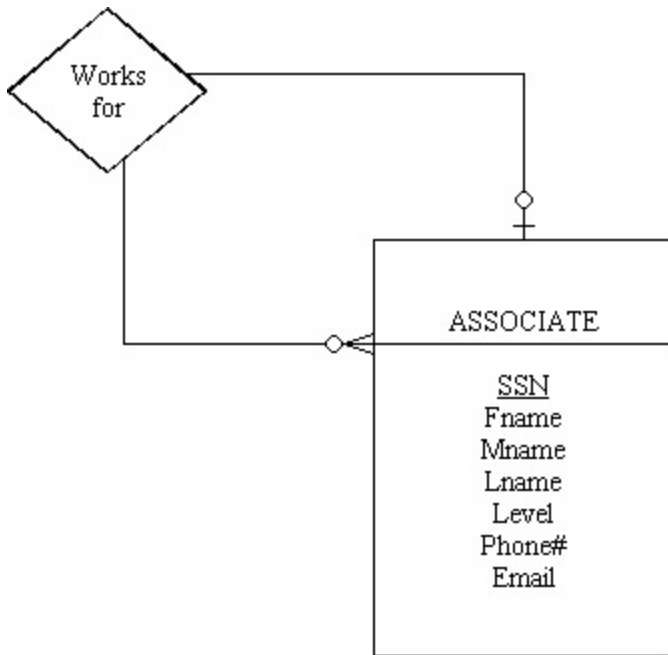 Works
for
ASSOCIATE
SSN
Fname
Mname
Lname
Level
Phone#
Email